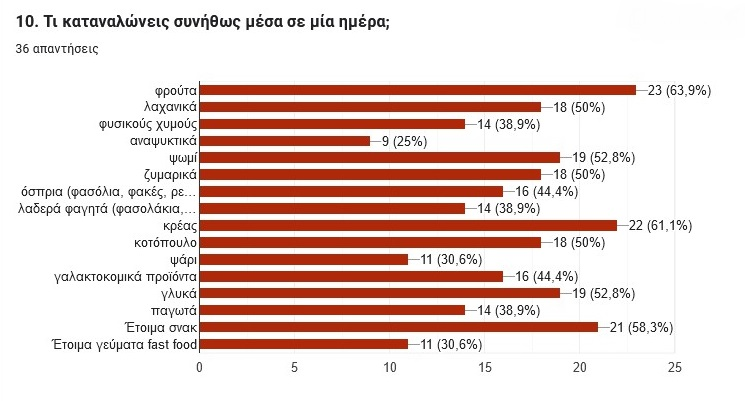 10. Τι καταναλώνεις συνήθως μέσα σε μία ημέρα;
36 απαντήσεις
φρούτα 23 (63,9%)
λαχανικά 18 (50%)
φυσικούς χυμούς 14 (38,9%)
αναψυκτικά 9 (25%)
ψωμί 19 (52,8%)
ζυμαρικά 18 (50%)
όσπρια (φασόλια, φακές, ρε... 16 (44,4%)
λαδερά φαγητά (φασολάκια,... 14 (38,9%)
κρέας 22 (61,1%)
κοτόπουλο 18 (50%)
ψάρι 11 (30,6%)
γαλακτοκομικά προϊόντα 16 (44,4%)
γλυκά 19 (52,8%)
παγωτά 14 (38,9%)
Έτοιμα σνακ 21 (58,3%)
Έτοιμα γεύματα fast food 11 (30,6%)
0 5 10 15 20 25